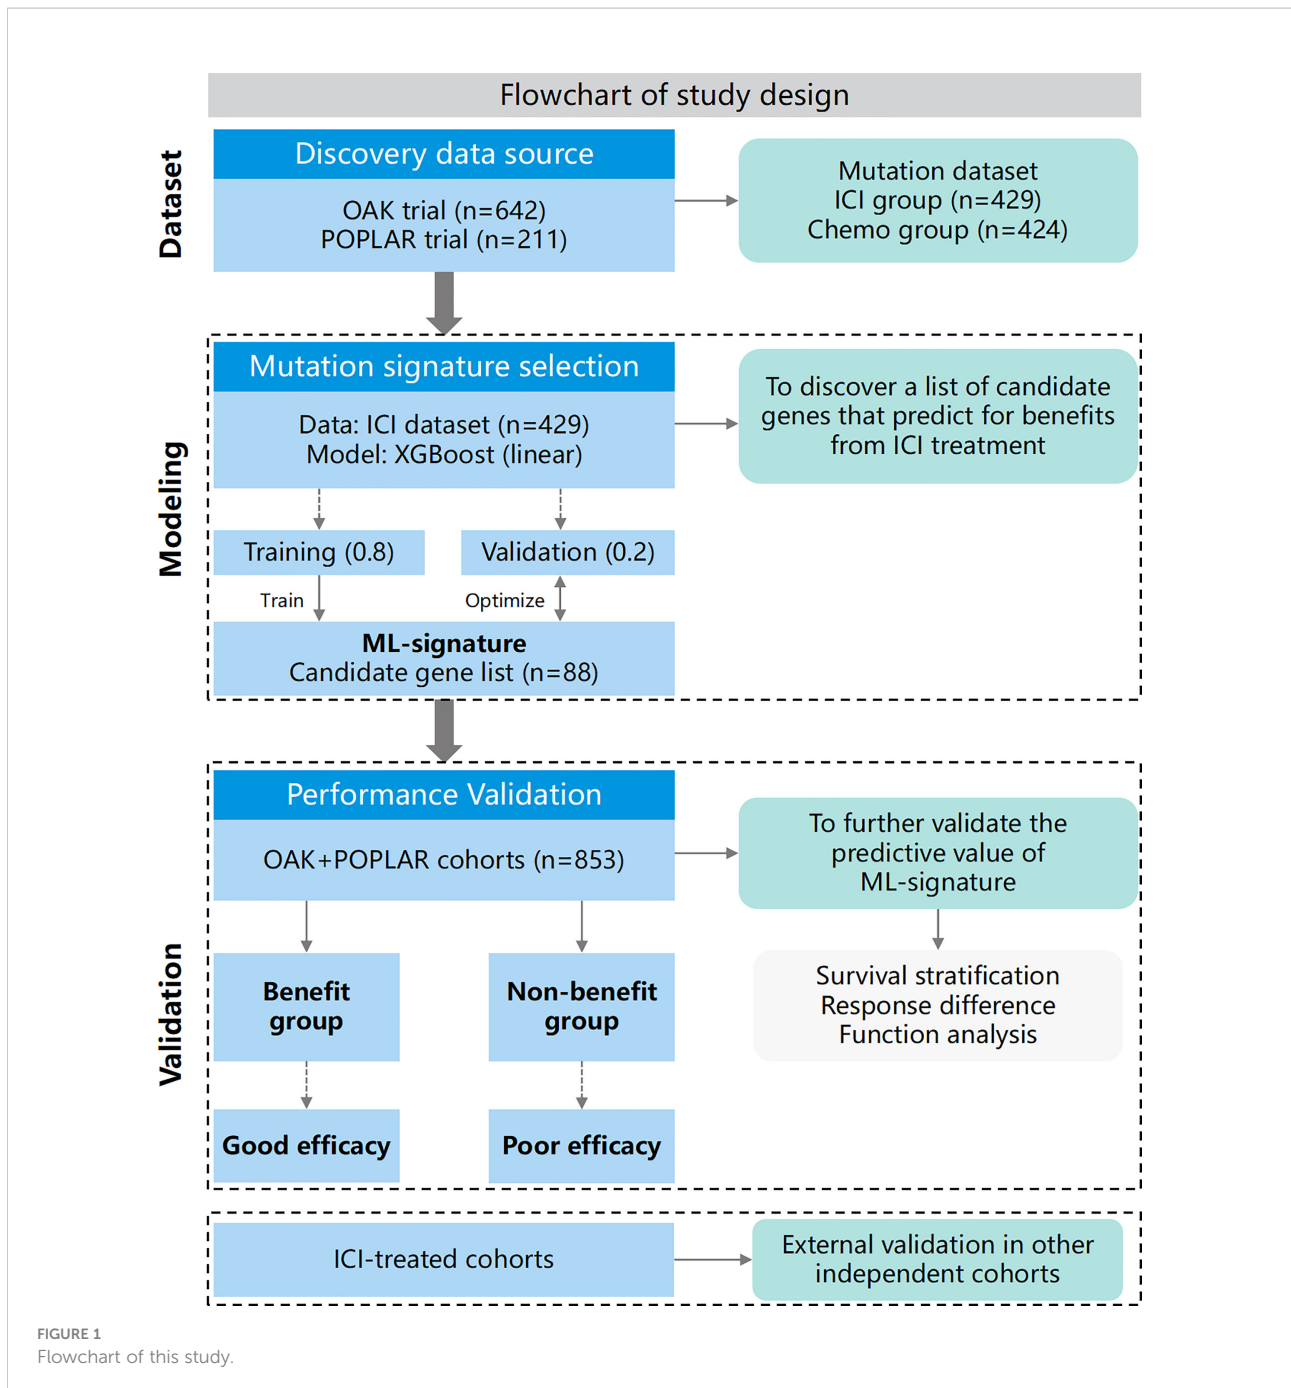 Flowchart of study design
Dataset
Discovery data source
OAK trial (n=642)
POPLAR trial (n=211)
Mutation dataset
ICI group (n=429)
Chemo group (n=424)
Modeling
Mutation signature selection
Data: ICI dataset (n=429)
Model: XGBoost (linear)
To discover a list of candidate
genes that predict for benefits
from ICI treatment
Training (0.8)
Validation (0.2)
Train
Optimize
ML-signature
Candidate gene list (n=88)
Validation
Performance Validation
OAK+POPLAR cohorts (n=853)
To further validate the
predictive value of
ML-signature
Benefit
group
Non-benefit
group
Survival stratification
Response difference
Function analysis
Good efficacy
Poor efficacy
ICI-treated cohorts
External validation in other
independent cohorts
FIGURE 1
Flowchart of this study.